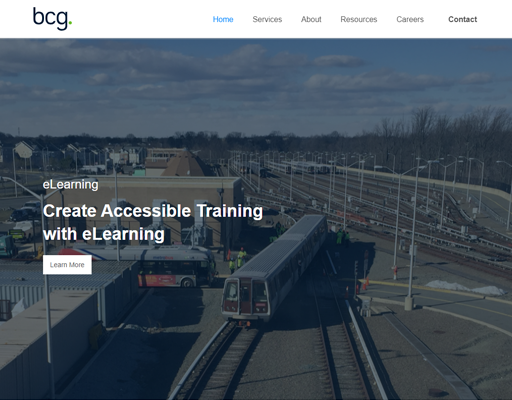 bcg.
Home Services About Resources Careers Contact
eLearning
Create Accessible Training
with eLearning
Learn More